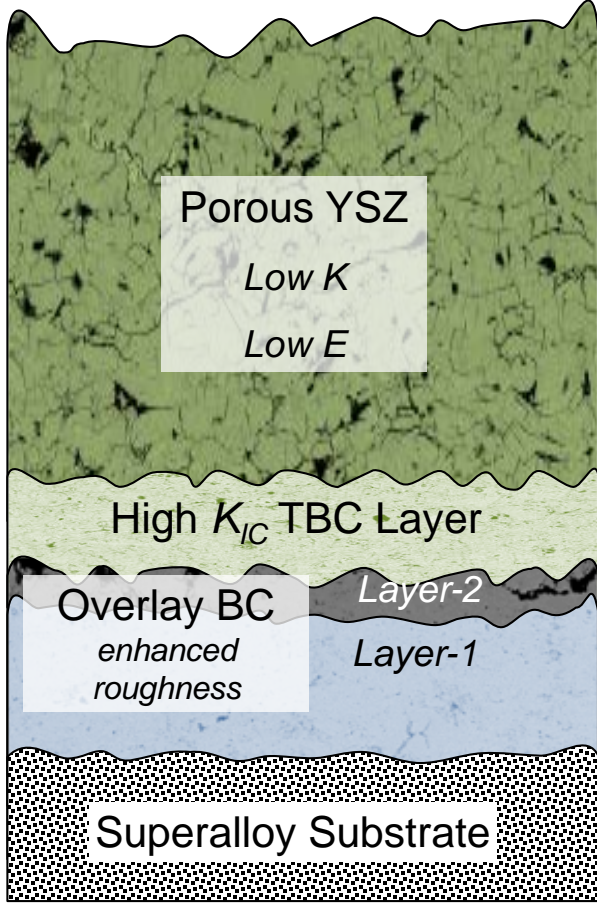 Porous YSZ
Low K
Low E
High K_IC TBC Layer
Layer-2
Overlay BC
enhanced
roughness
Layer-1
Superalloy Substrate